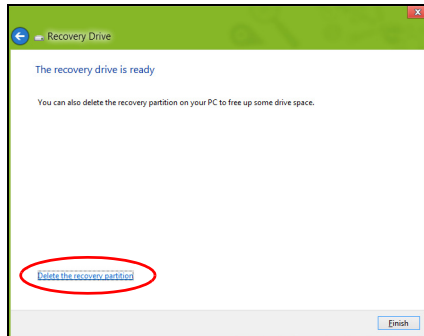 Recovery Drive
The recovery drive is ready
You can also delete the recovery partition on your PC to free up some drive space.
Delete the recovery partition
Finish